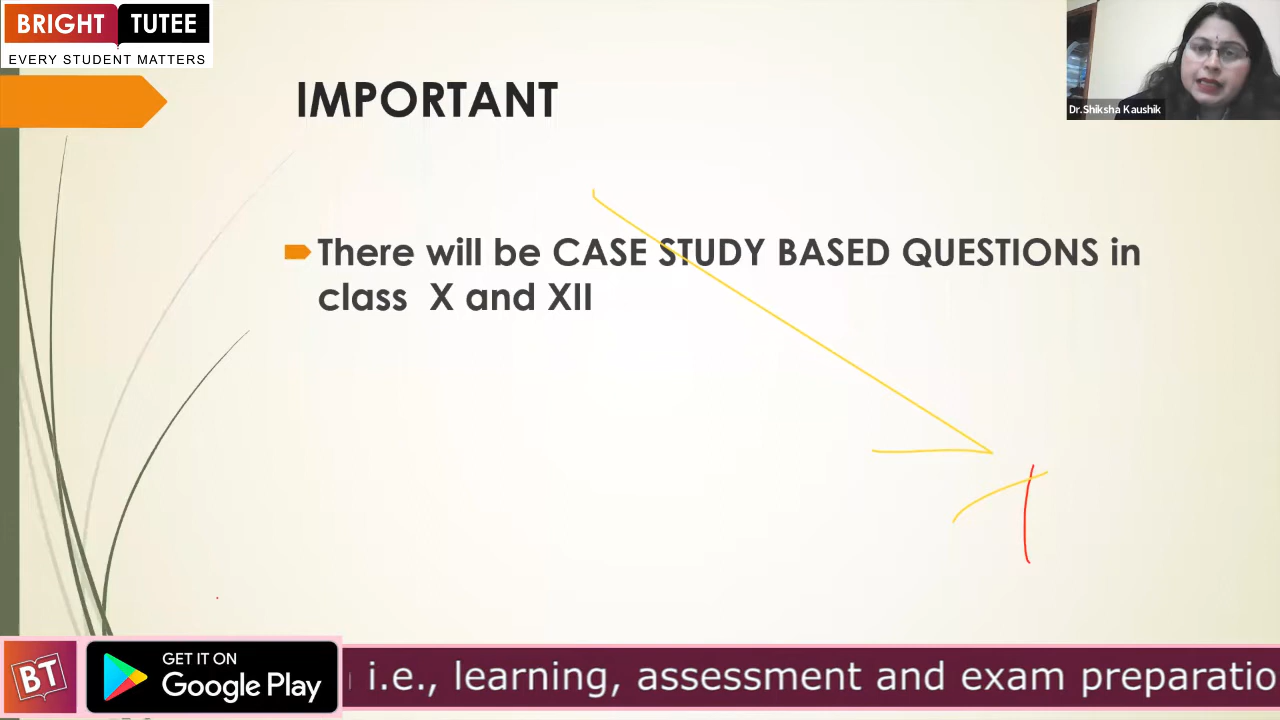 BRIGHT TUTEE
EVERY STUDENT MATTERS
IMPORTANT
Dr.Shiksha Kaushik
There will be CASE STUDY BASED QUESTIONS in
class X and XII
BT
GET IT ON
Google Play
i.e., learning, assessment and exam preparatio